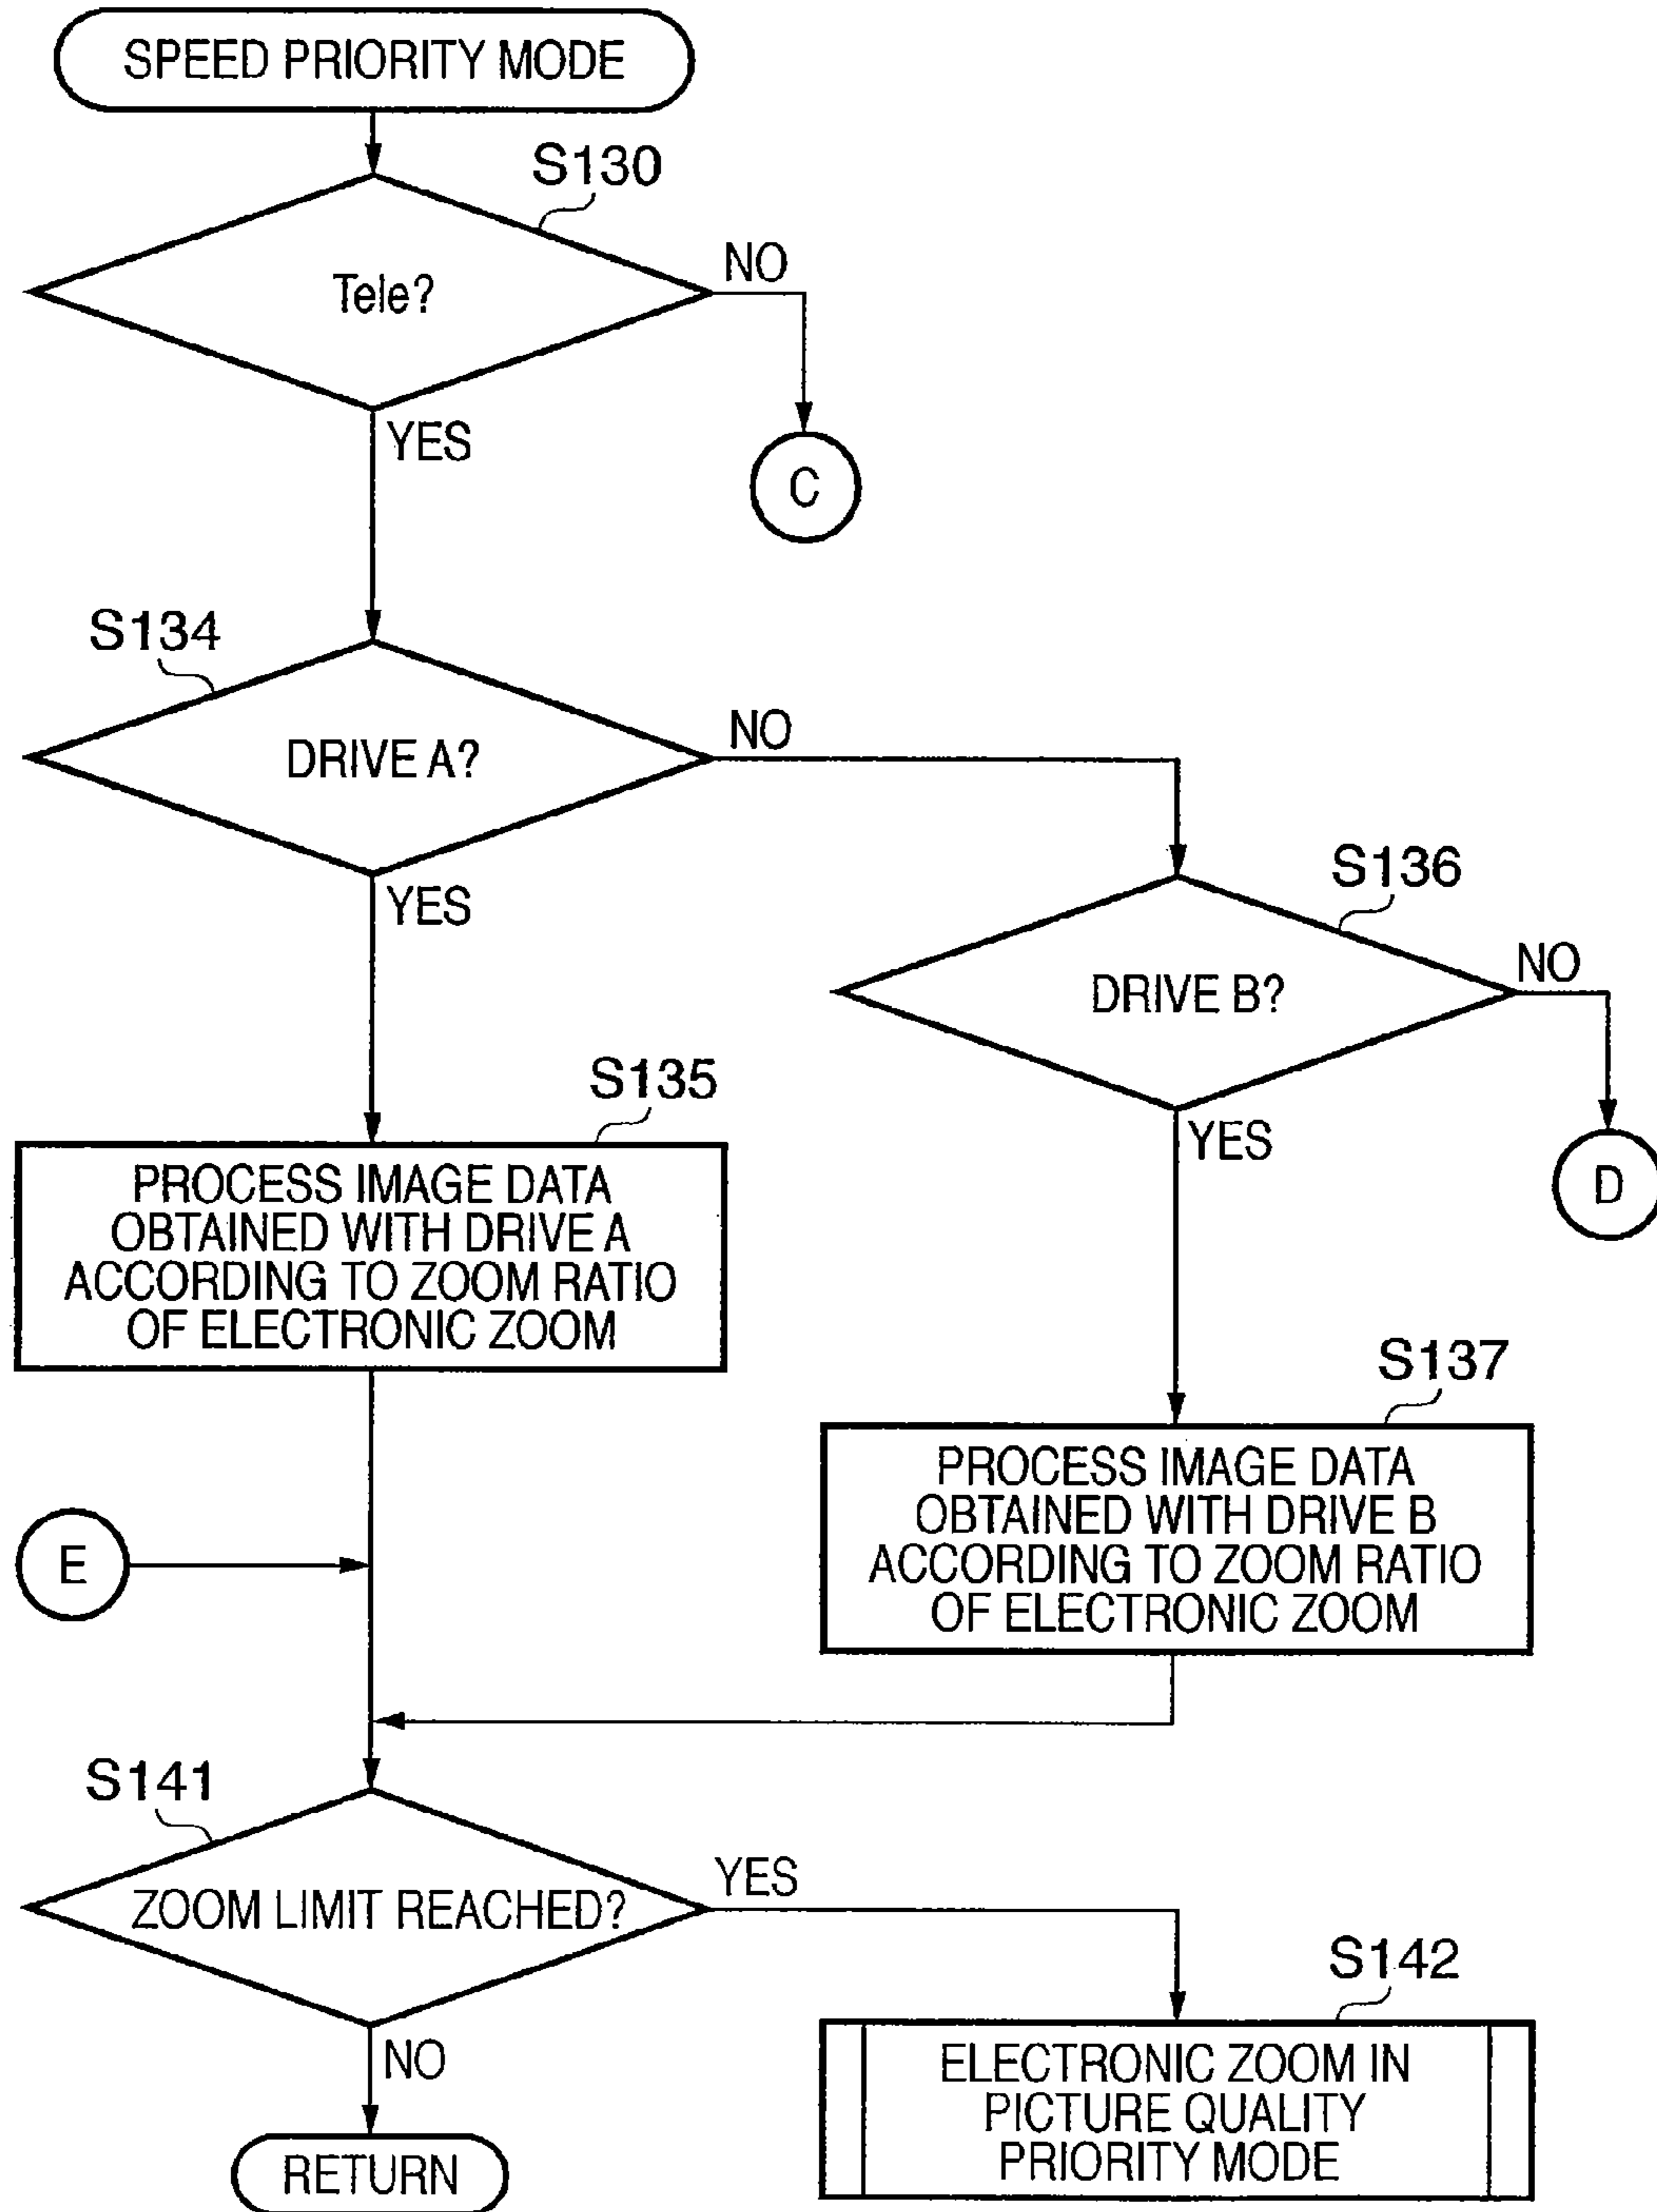 SPEED PRIORITY MODE
S130
Tele?
NO
YES
C
S134
DRIVE A?
NO
YES
S136
DRIVE B?
NO
YES
D
S135
PROCESS IMAGE DATA
OBTAINED WITH DRIVE A
ACCORDING TO ZOOM RATIO
OF ELECTRONIC ZOOM
S137
PROCESS IMAGE DATA
OBTAINED WITH DRIVE B
ACCORDING TO ZOOM RATIO
OF ELECTRONIC ZOOM
E
S141
ZOOM LIMIT REACHED?
YES
NO
S142
ELECTRONIC ZOOM IN
PICTURE QUALITY
PRIORITY MODE
RETURN